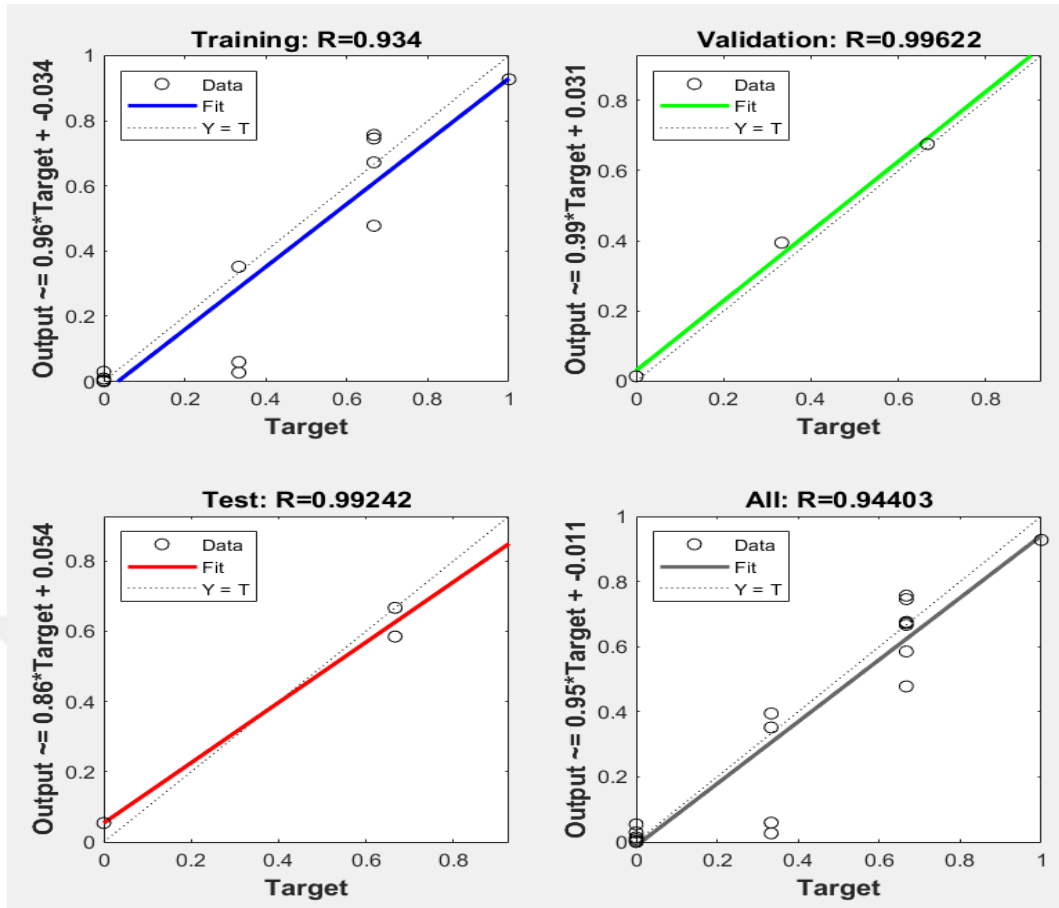 Training: R=0.934
Output ~= 0.96*Target + -0.034
1
0.8
0.6
0.4
0.2
0
Data
Fit
Y = T
0
0.2
0.4
0.6
0.8
1
Target
Validation: R=0.99622
Output ~= 0.99*Target + 0.031
0.8
0.6
0.4
0.2
0
Data
Fit
Y = T
0
0.2
0.4
0.6
0.8
Target
Test: R=0.99242
Output ~= 0.86*Target + 0.054
0.8
0.6
0.4
0.2
0
Data
Fit
Y = T
0
0.2
0.4
0.6
0.8
Target
All: R=0.94403
Output ~= 0.95*Target + -0.011
1
0.8
0.6
0.4
0.2
0
Data
Fit
Y = T
0
0.2
0.4
0.6
0.8
1
Target